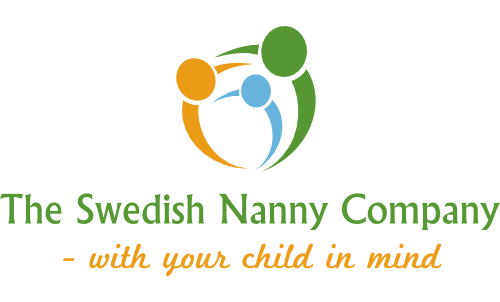 The Swedish Nanny Company
- with your child in mind